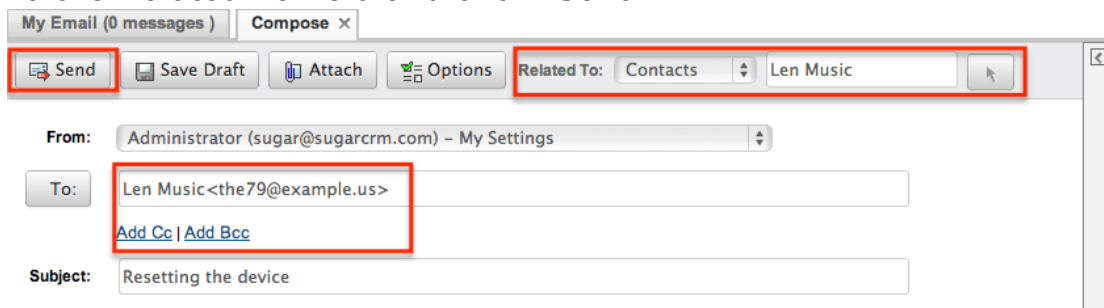 My Email (0 messages ) Compose ×
Send Save Draft Attach Options Related To: Contacts Len Music
From: Administrator (sugar@sugarcrm.com) – My Settings
To: Len Music<the79@example.us>
Add Cc | Add Bcc
Subject: Resetting the device